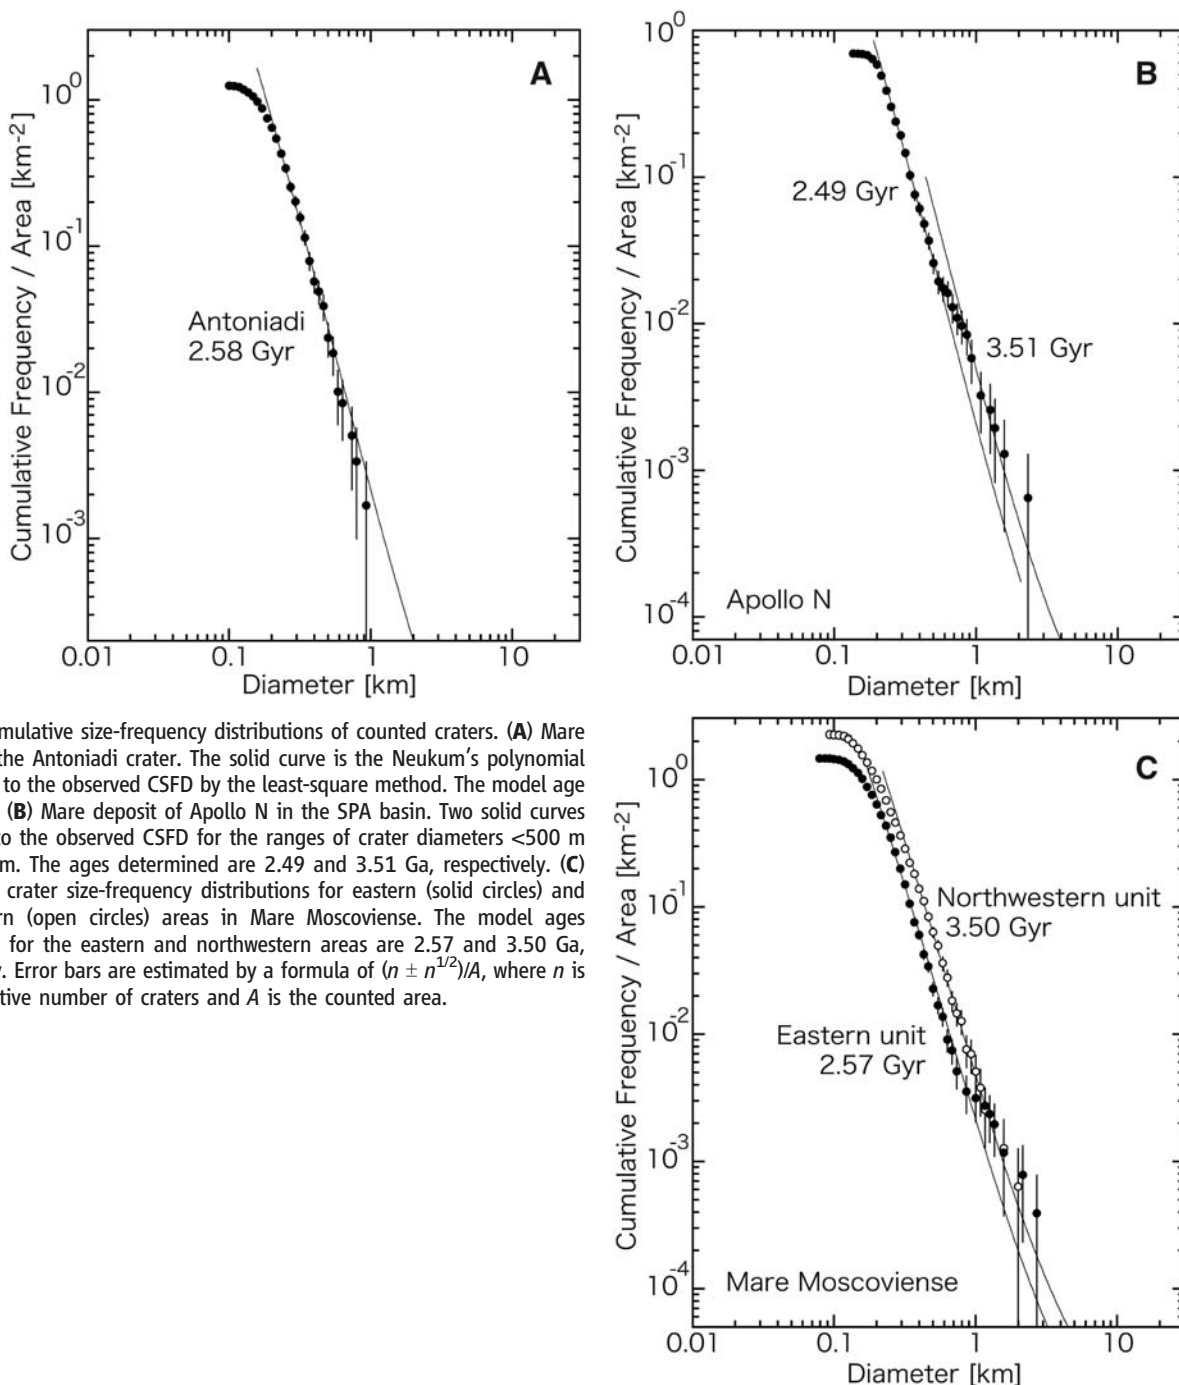 A
Cumulative Frequency / Area [km-2]
10^0
10^-1
10^-2
10^-3
Antoniadi
2.58 Gyr
0.01 0.1 1 10
Diameter [km]
B
Cumulative Frequency / Area [km-2]
10^0
10^-1
10^-2
10^-3
10^-4
2.49 Gyr
3.51 Gyr
Apollo N
0.01 0.1 1 10
Diameter [km]
umulative size-frequency distributions of counted craters. (A) Mare
the Antoniadi crater. The solid curve is the Neukum's polynomial
to the observed CSFD by the least-square method. The model age
(B) Mare deposit of Apollo N in the SPA basin. Two solid curves
to the observed CSFD for the ranges of crater diameters <500 m
m. The ages determined are 2.49 and 3.51 Ga, respectively. (C)
crater size-frequency distributions for eastern (solid circles) and
rn (open circles) areas in Mare Moscoviense. The model ages
for the eastern and northwestern areas are 2.57 and 3.50 Ga,
y. Error bars are estimated by a formula of (n ± n^1/2)/A, where n is
tive number of craters and A is the counted area.
C
Cumulative Frequency / Area [km-2]
10^0
10^-1
10^-2
10^-3
10^-4
Northwestern unit
3.50 Gyr
Eastern unit
2.57 Gyr
Mare Moscoviense
0.01 0.1 1 10
Diameter [km]